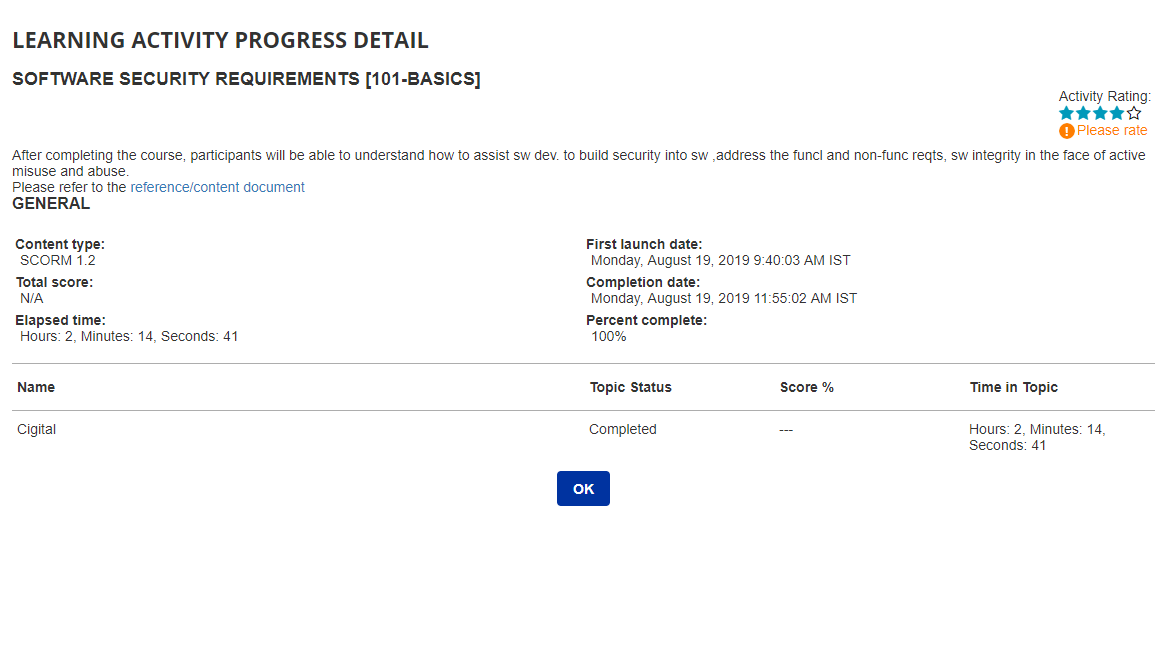 LEARNING ACTIVITY PROGRESS DETAIL
SOFTWARE SECURITY REQUIREMENTS [101-BASICS]
Activity Rating:
! Please rate
After completing the course, participants will be able to understand how to assist sw dev. to build security into sw ,address the funcl and non-func reqts, sw integrity in the face of active
misuse and abuse.
Please refer to the reference/content document
GENERAL
Content type:
SCORM 1.2
Total score:
N/A
Elapsed time:
Hours: 2, Minutes: 14, Seconds: 41
First launch date:
Monday, August 19, 2019 9:40:03 AM IST
Completion date:
Monday, August 19, 2019 11:55:02 AM IST
Percent complete:
100%
Name Topic Status Score % Time in Topic
Cigital Completed --- Hours: 2, Minutes: 14,
Seconds: 41
OK